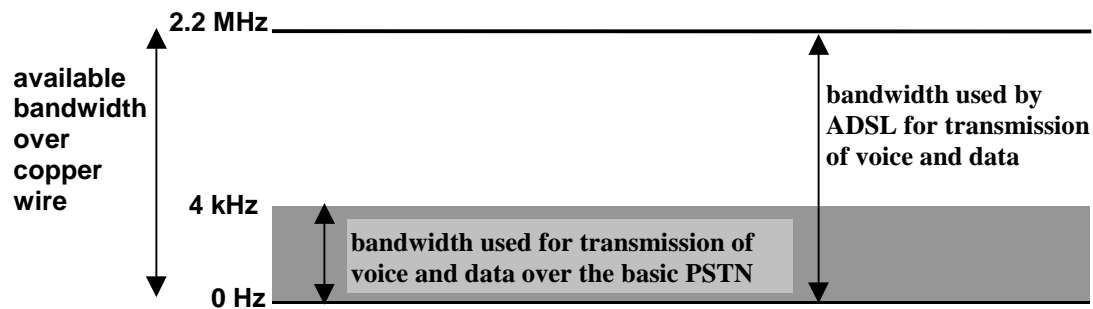 2.2 MHz
available
bandwidth
over
copper
wire
bandwidth used by
ADSL for transmission
of voice and data
4 kHz
bandwidth used for transmission of
voice and data over the basic PSTN
0 Hz